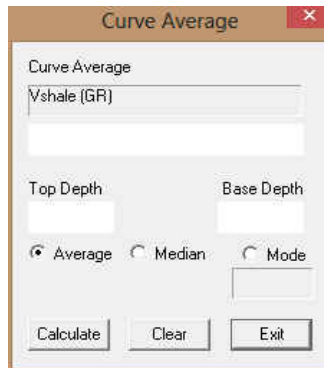 Curve Average
Curve Average
Vshale (GR)
Top Depth Base Depth
Average Median Mode
Calculate Clear Exit